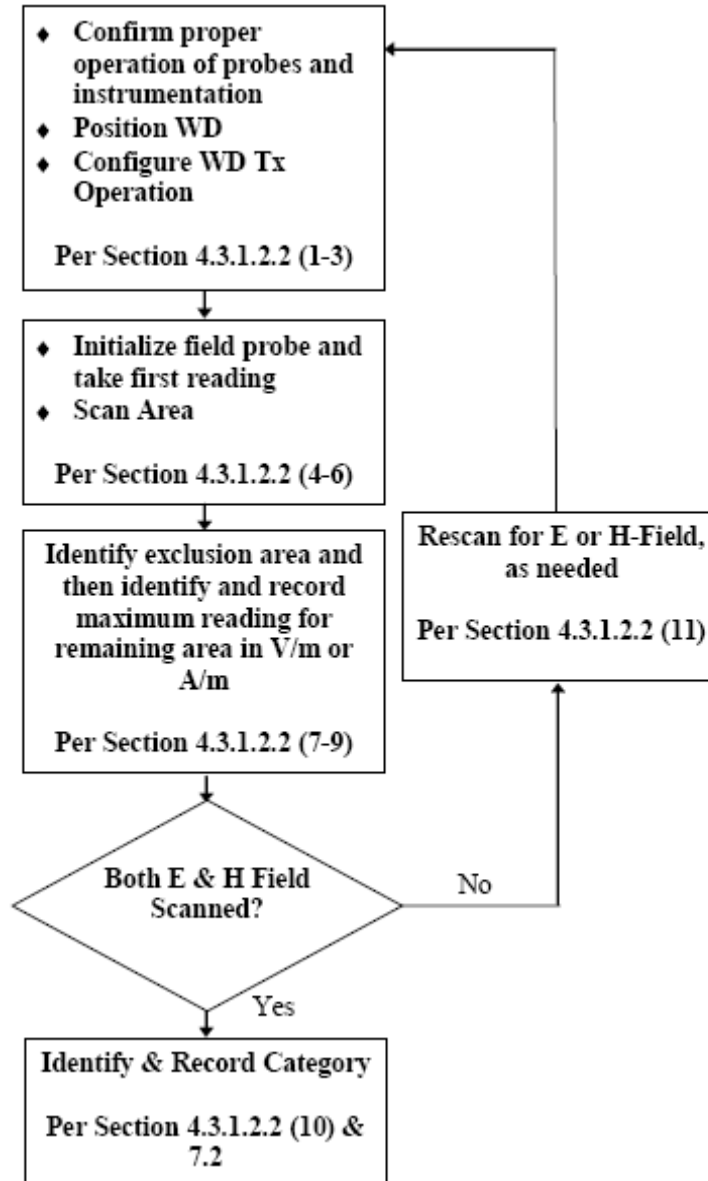 ♦ Confirm proper
operation of probes and
instrumentation
♦ Position WD
♦ Configure WD Tx
Operation
Per Section 4.3.1.2.2 (1-3)
♦ Initialize field probe and
take first reading
♦ Scan Area
Per Section 4.3.1.2.2 (4-6)
Identify exclusion area and
then identify and record
maximum reading for
remaining area in V/m or
A/m
Per Section 4.3.1.2.2 (7-9)
Rescan for E or H-Field,
as needed
Per Section 4.3.1.2.2 (11)
Both E & H Field
Scanned?
No
Yes
Identify & Record Category
Per Section 4.3.1.2.2 (10) &
7.2